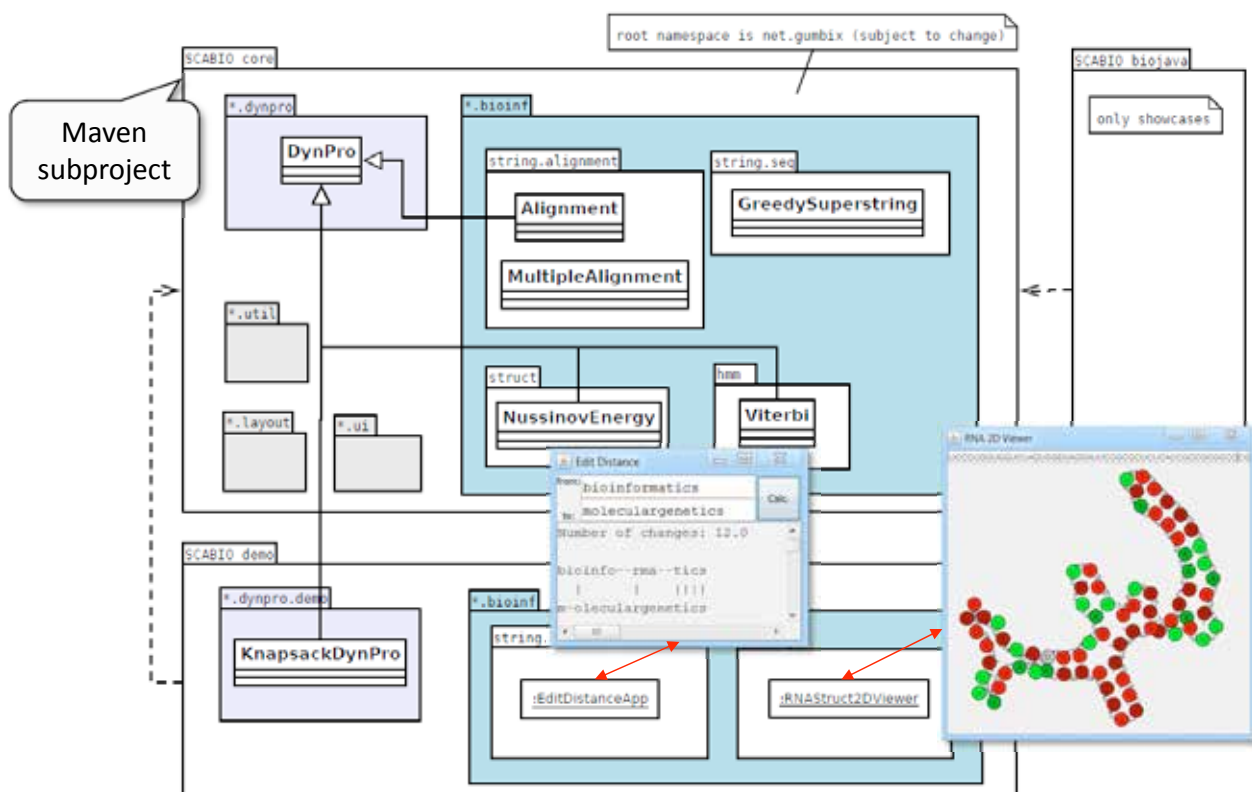 root namespace is net.gumbix (subject to change)
SCABIO core
SCABIO biojava
Maven
subproject
*.dynpro
*.bioinf
only showcases
DynPro
string.alignment
string.seq
Alignment
GreedySuperstring
MultipleAlignment
*.util
struct
hmm
NussinovEnergy
Viterbi
*.layout
*.ui
RNA 2D Viewer
Edit Distance
From:
bioinformatics
Calc.
To:
moleculargenetics
Number of changes: 12.0
bioinfo--rma--tics
| | ||||
m-oleculargenetics
SCABIO demo
*.dynpro.demo
*.bioinf
string.
KnapsackDynPro
:EditDistanceApp
:RNAStruct2DViewer